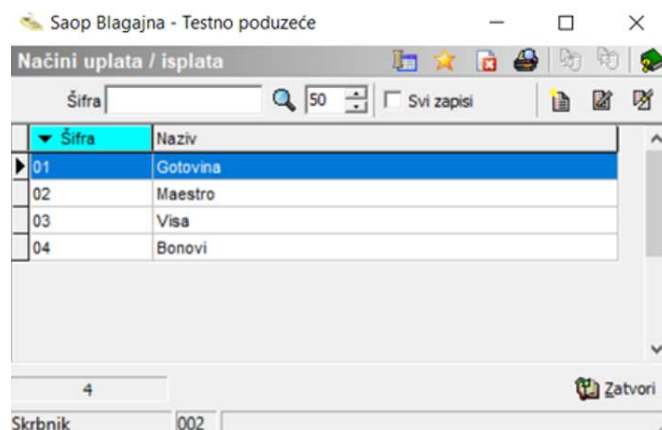 Saop Blagajna - Testno poduzeće
Načini uplata / isplata
Šifra 50 Svi zapisi
Šifra Naziv
01 Gotovina
02 Maestro
03 Visa
04 Bonovi
4 Zatvori
Skrbnik 002